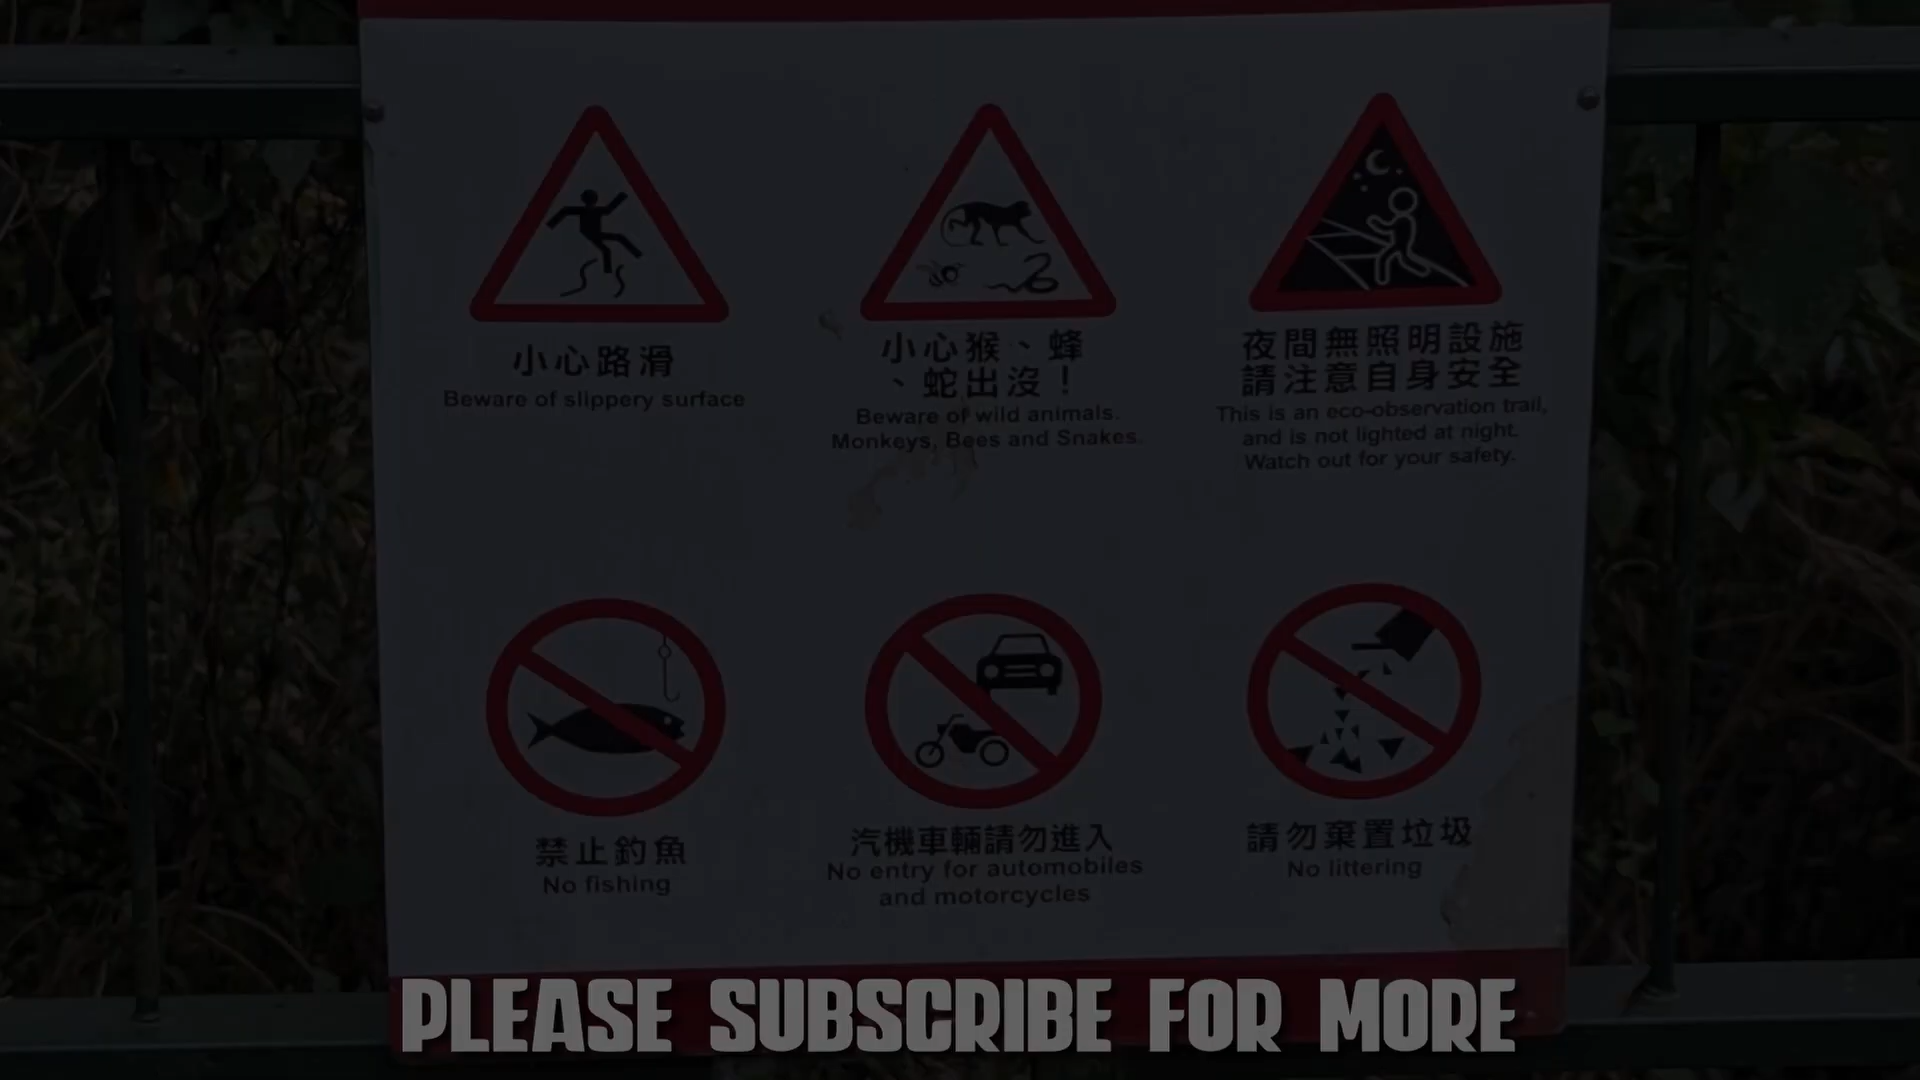 小心路滑
Beware of slippery surface
小心猴、蜂
、蛇出沒！
Beware of wild animals.
Monkeys, Bees and Snakes.
夜間無照明設施
請注意自身安全
This is an eco-observation trail,
and is not lighted at night.
Watch out for your safety.
禁止釣魚
No fishing
汽機車輛請勿進入
No entry for automobiles
and motorcycles
請勿棄置垃圾
No littering
PLEASE SUBSCRIBE FOR MORE